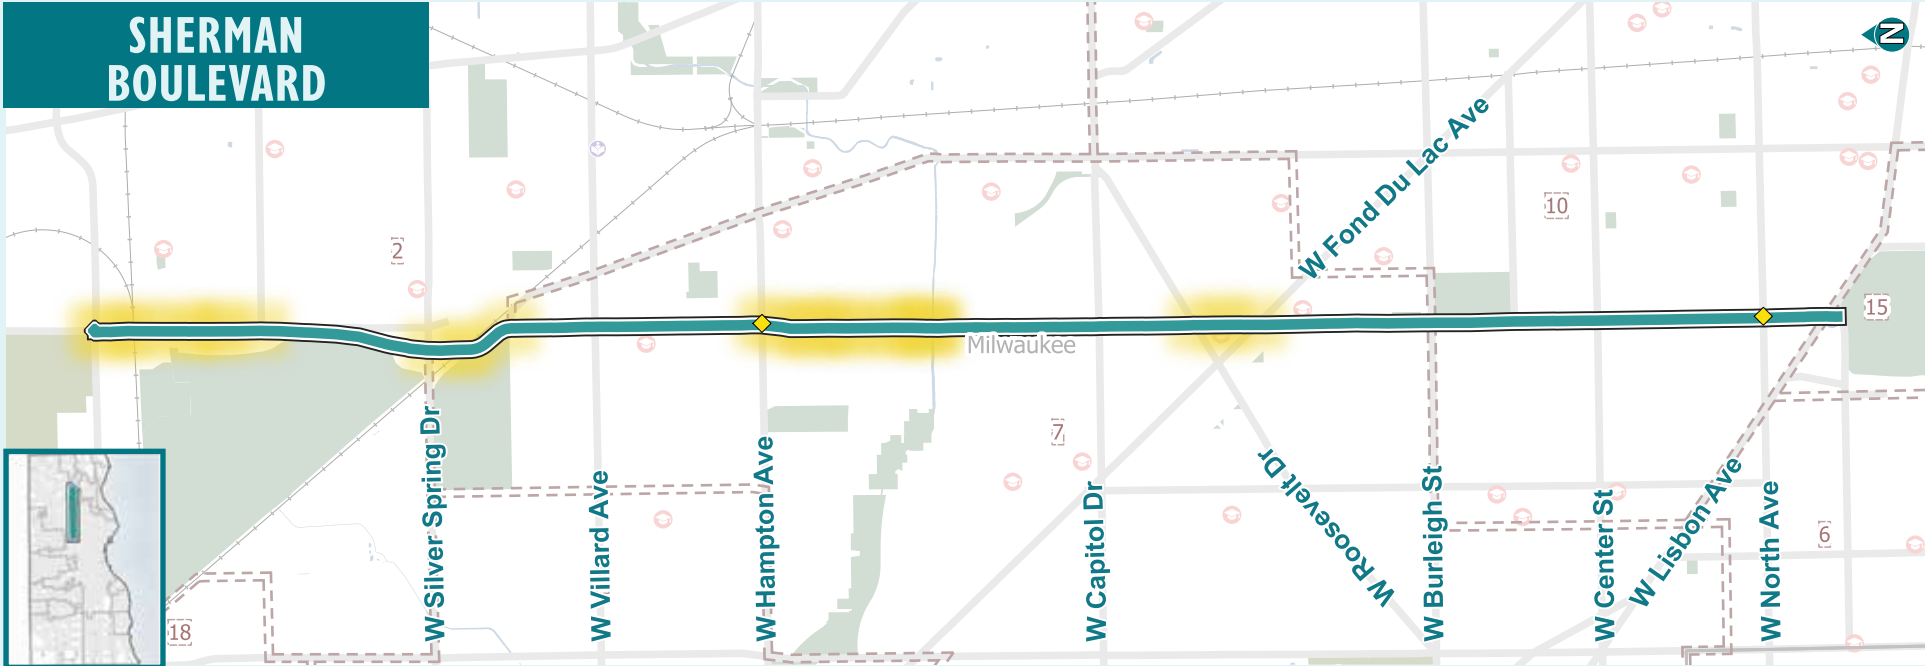 SHERMAN
BOULEVARD
N
W Fond Du Lac Ave
10
2
15
Milwaukee
7
W Silver Spring Dr
W Villard Ave
W Hampton Ave
W Capitol Dr
W Roosevelt Dr
W Burleigh St
W Center St
W Lisbon Ave
W North Ave
6
18